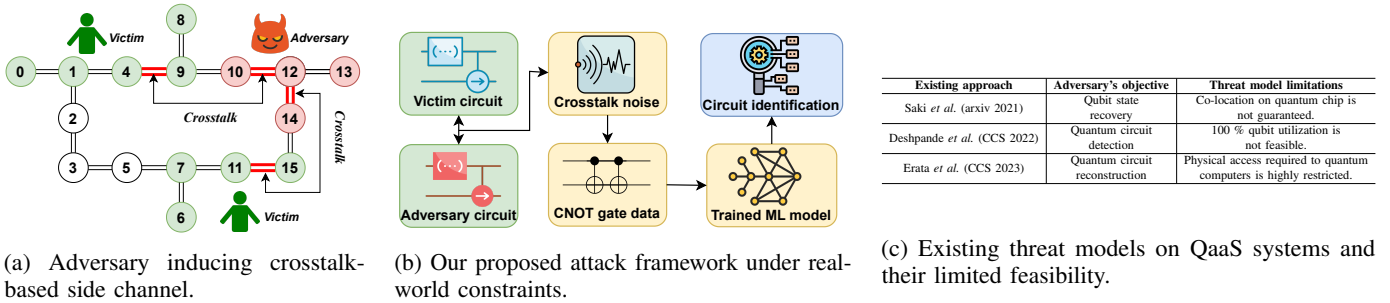 Victim
Adversary
8
0
1
4
9
10
12
13
Crosstalk
2
14
Crosstalk
3
5
7
11
15
6
Victim
(a) Adversary inducing crosstalk-
based side channel.
Victim circuit
Crosstalk noise
Circuit identification
Adversary circuit
CNOT gate data
Trained ML model
(b) Our proposed attack framework under real-
world constraints.
Existing approach Adversary's objective Threat model limitations
Saki et al. (arxiv 2021) Qubit state recovery Co-location on quantum chip is not guaranteed.
Deshpande et al. (CCS 2022) Quantum circuit detection 100 % qubit utilization is not feasible.
Erata et al. (CCS 2023) Quantum circuit reconstruction Physical access required to quantum computers is highly restricted.
(c) Existing threat models on QaaS systems and
their limited feasibility.